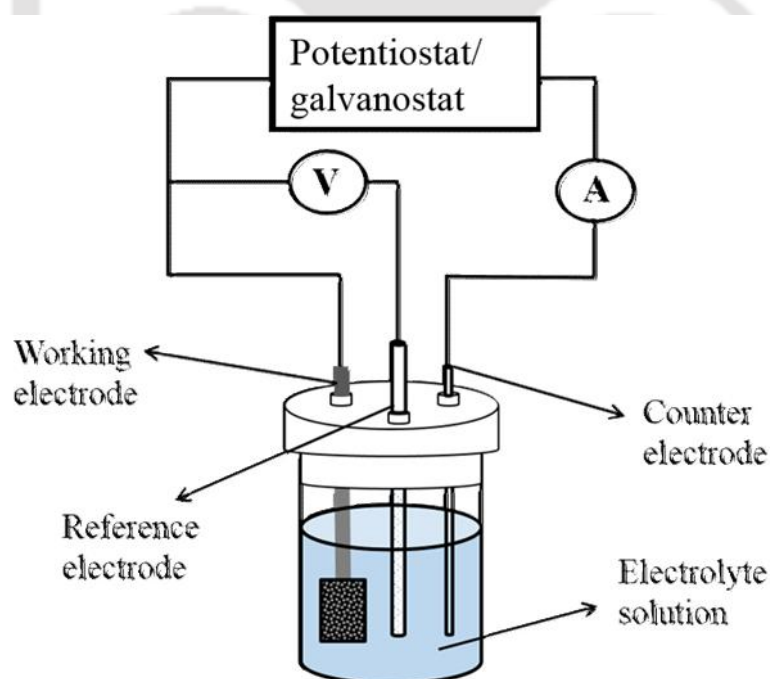 Potentiostat/
galvanostat
V
A
Working
electrode
Counter
electrode
Reference
electrode
Electrolyte
solution